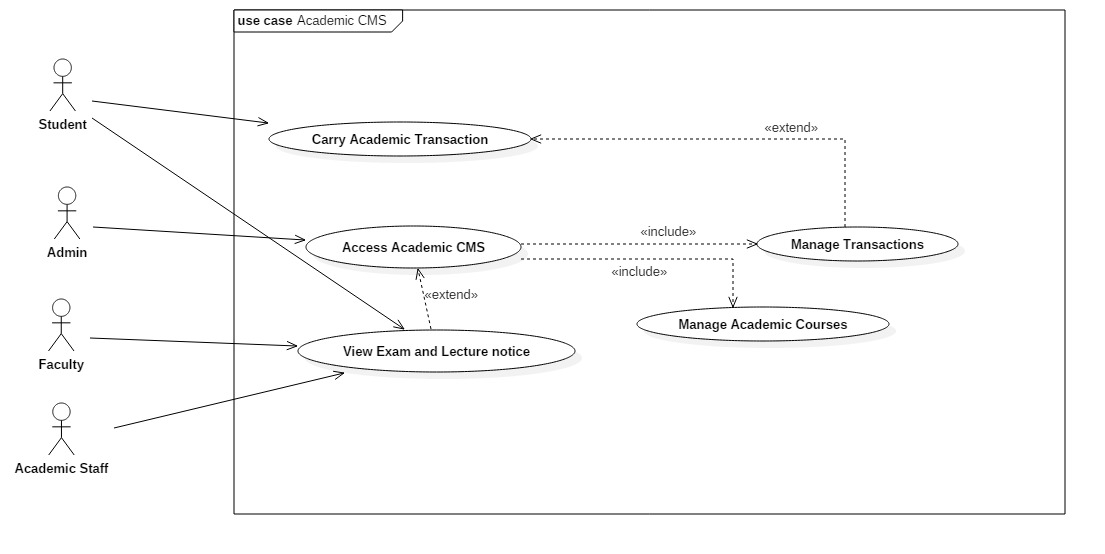 use case Academic CMS
Student
Carry Academic Transaction
«extend»
Admin
Access Academic CMS
«include»
Manage Transactions
«include»
«extend»
Manage Academic Courses
Faculty
View Exam and Lecture notice
Academic Staff